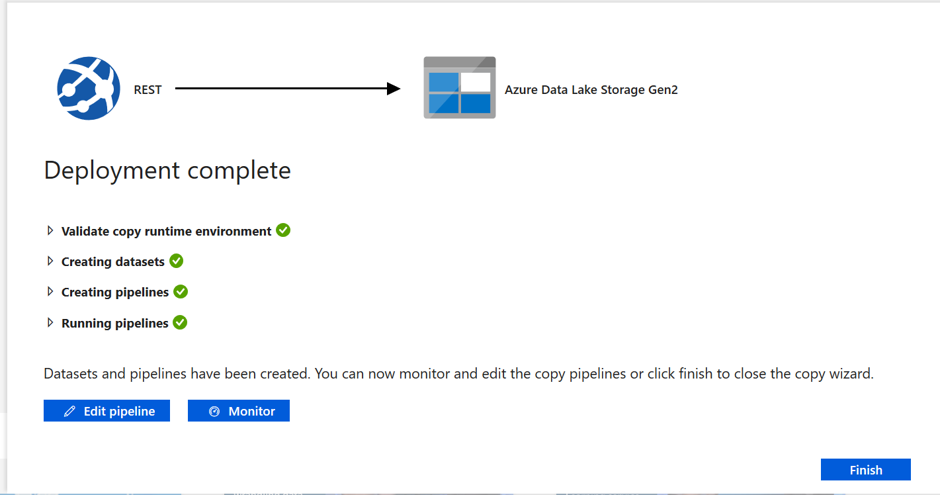 REST
Azure Data Lake Storage Gen2
Deployment complete
Validate copy runtime environment
Creating datasets
Creating pipelines
Running pipelines
Datasets and pipelines have been created. You can now monitor and edit the copy pipelines or click finish to close the copy wizard.
Edit pipeline
Monitor
Finish